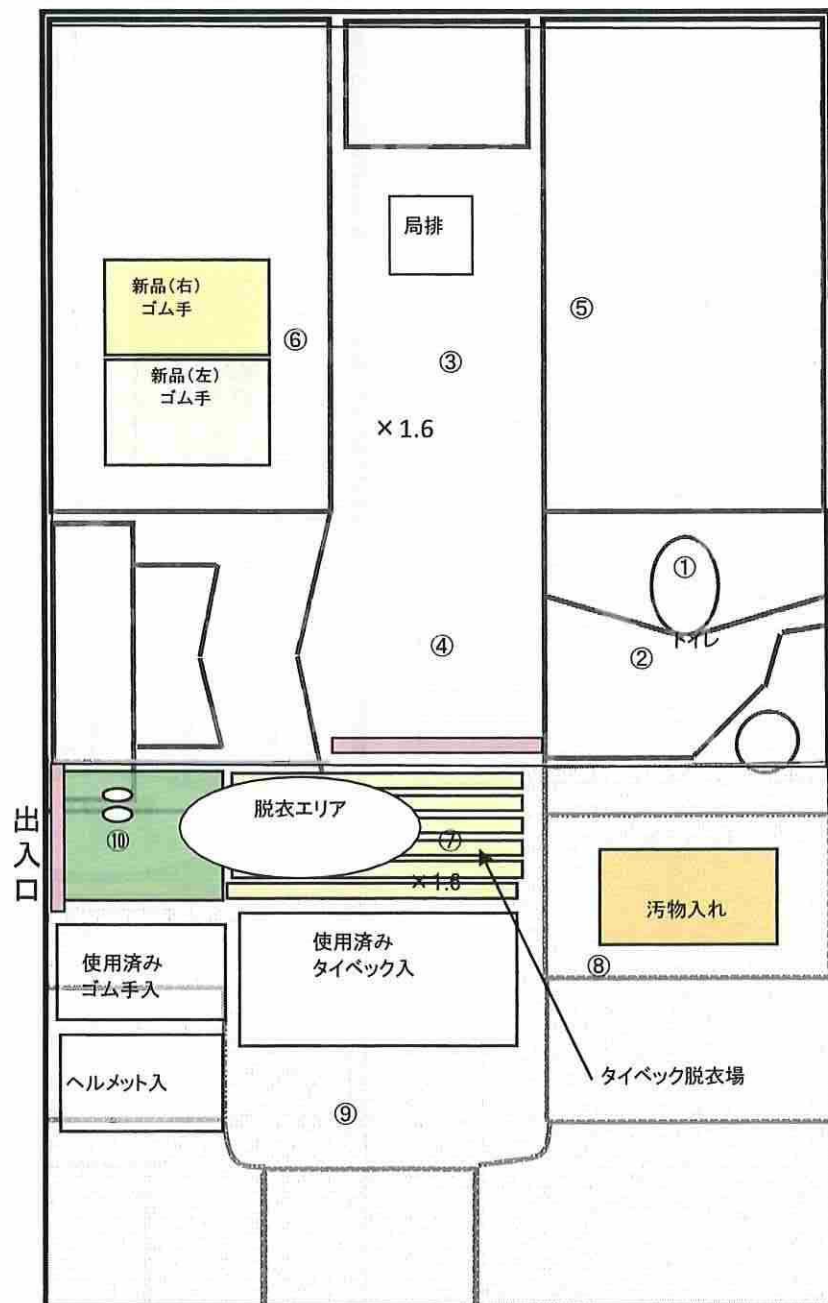 局排
新品(右)
ゴム手
⑥
⑤
新品(左)
ゴム手
③
×1.6
①
トイレ
②
④
出入口
脱衣エリア
⑩
⑦
×1.6
汚物入れ
使用済み
タイベック入
使用済み
ゴム手入
⑧
ヘルメット入
タイベック脱衣場
⑨